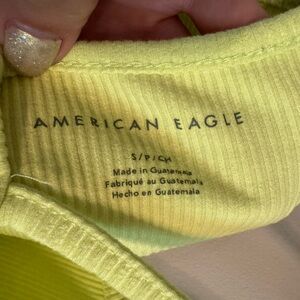 AMERICAN EAGLE
S/P/CH
Made in Guatemala
Fabriqué au Guatemala
Hecho en Guatemala